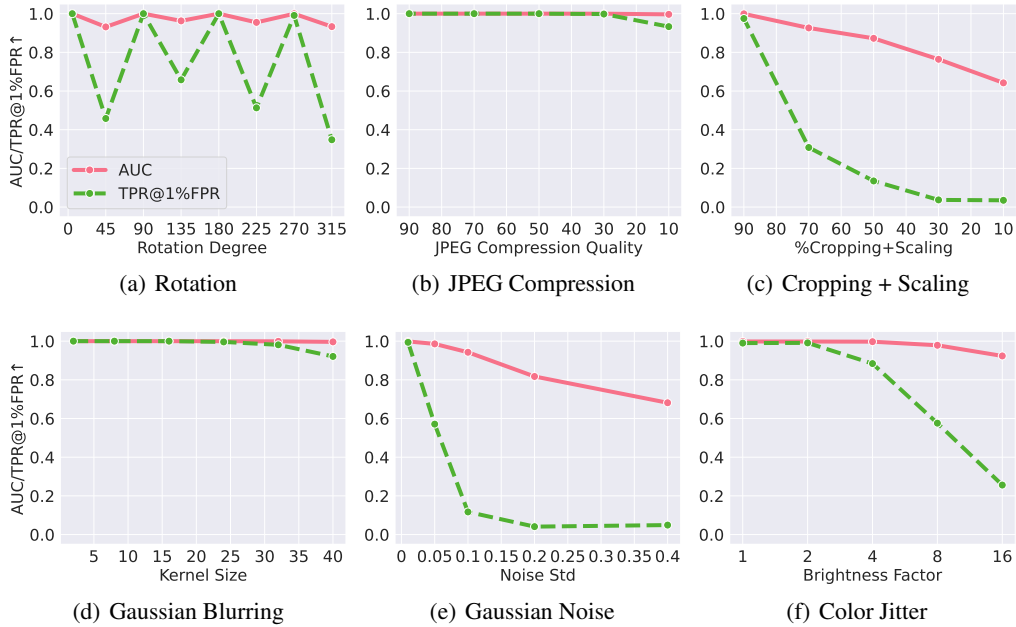 AUC/TPR@1%FPR↑
1.0
0.8
0.6
0.4
0.2
0.0
AUC
TPR@1%FPR
0 45 90 135 180 225 270 315
Rotation Degree
(a) Rotation
1.0
0.8
0.6
0.4
0.2
0.0
90 80 70 60 50 40 30 20 10
JPEG Compression Quality
(b) JPEG Compression
1.0
0.8
0.6
0.4
0.2
0.0
90 80 70 60 50 40 30 20 10
%Cropping+Scaling
(c) Cropping + Scaling
AUC/TPR@1%FPR↑
1.0
0.8
0.6
0.4
0.2
0.0
5 10 15 20 25 30 35 40
Kernel Size
(d) Gaussian Blurring
1.0
0.8
0.6
0.4
0.2
0.0
0 0.05 0.1 0.15 0.2 0.25 0.3 0.35 0.4
Noise Std
(e) Gaussian Noise
1.0
0.8
0.6
0.4
0.2
0.0
1 2 4 8 16
Brightness Factor
(f) Color Jitter